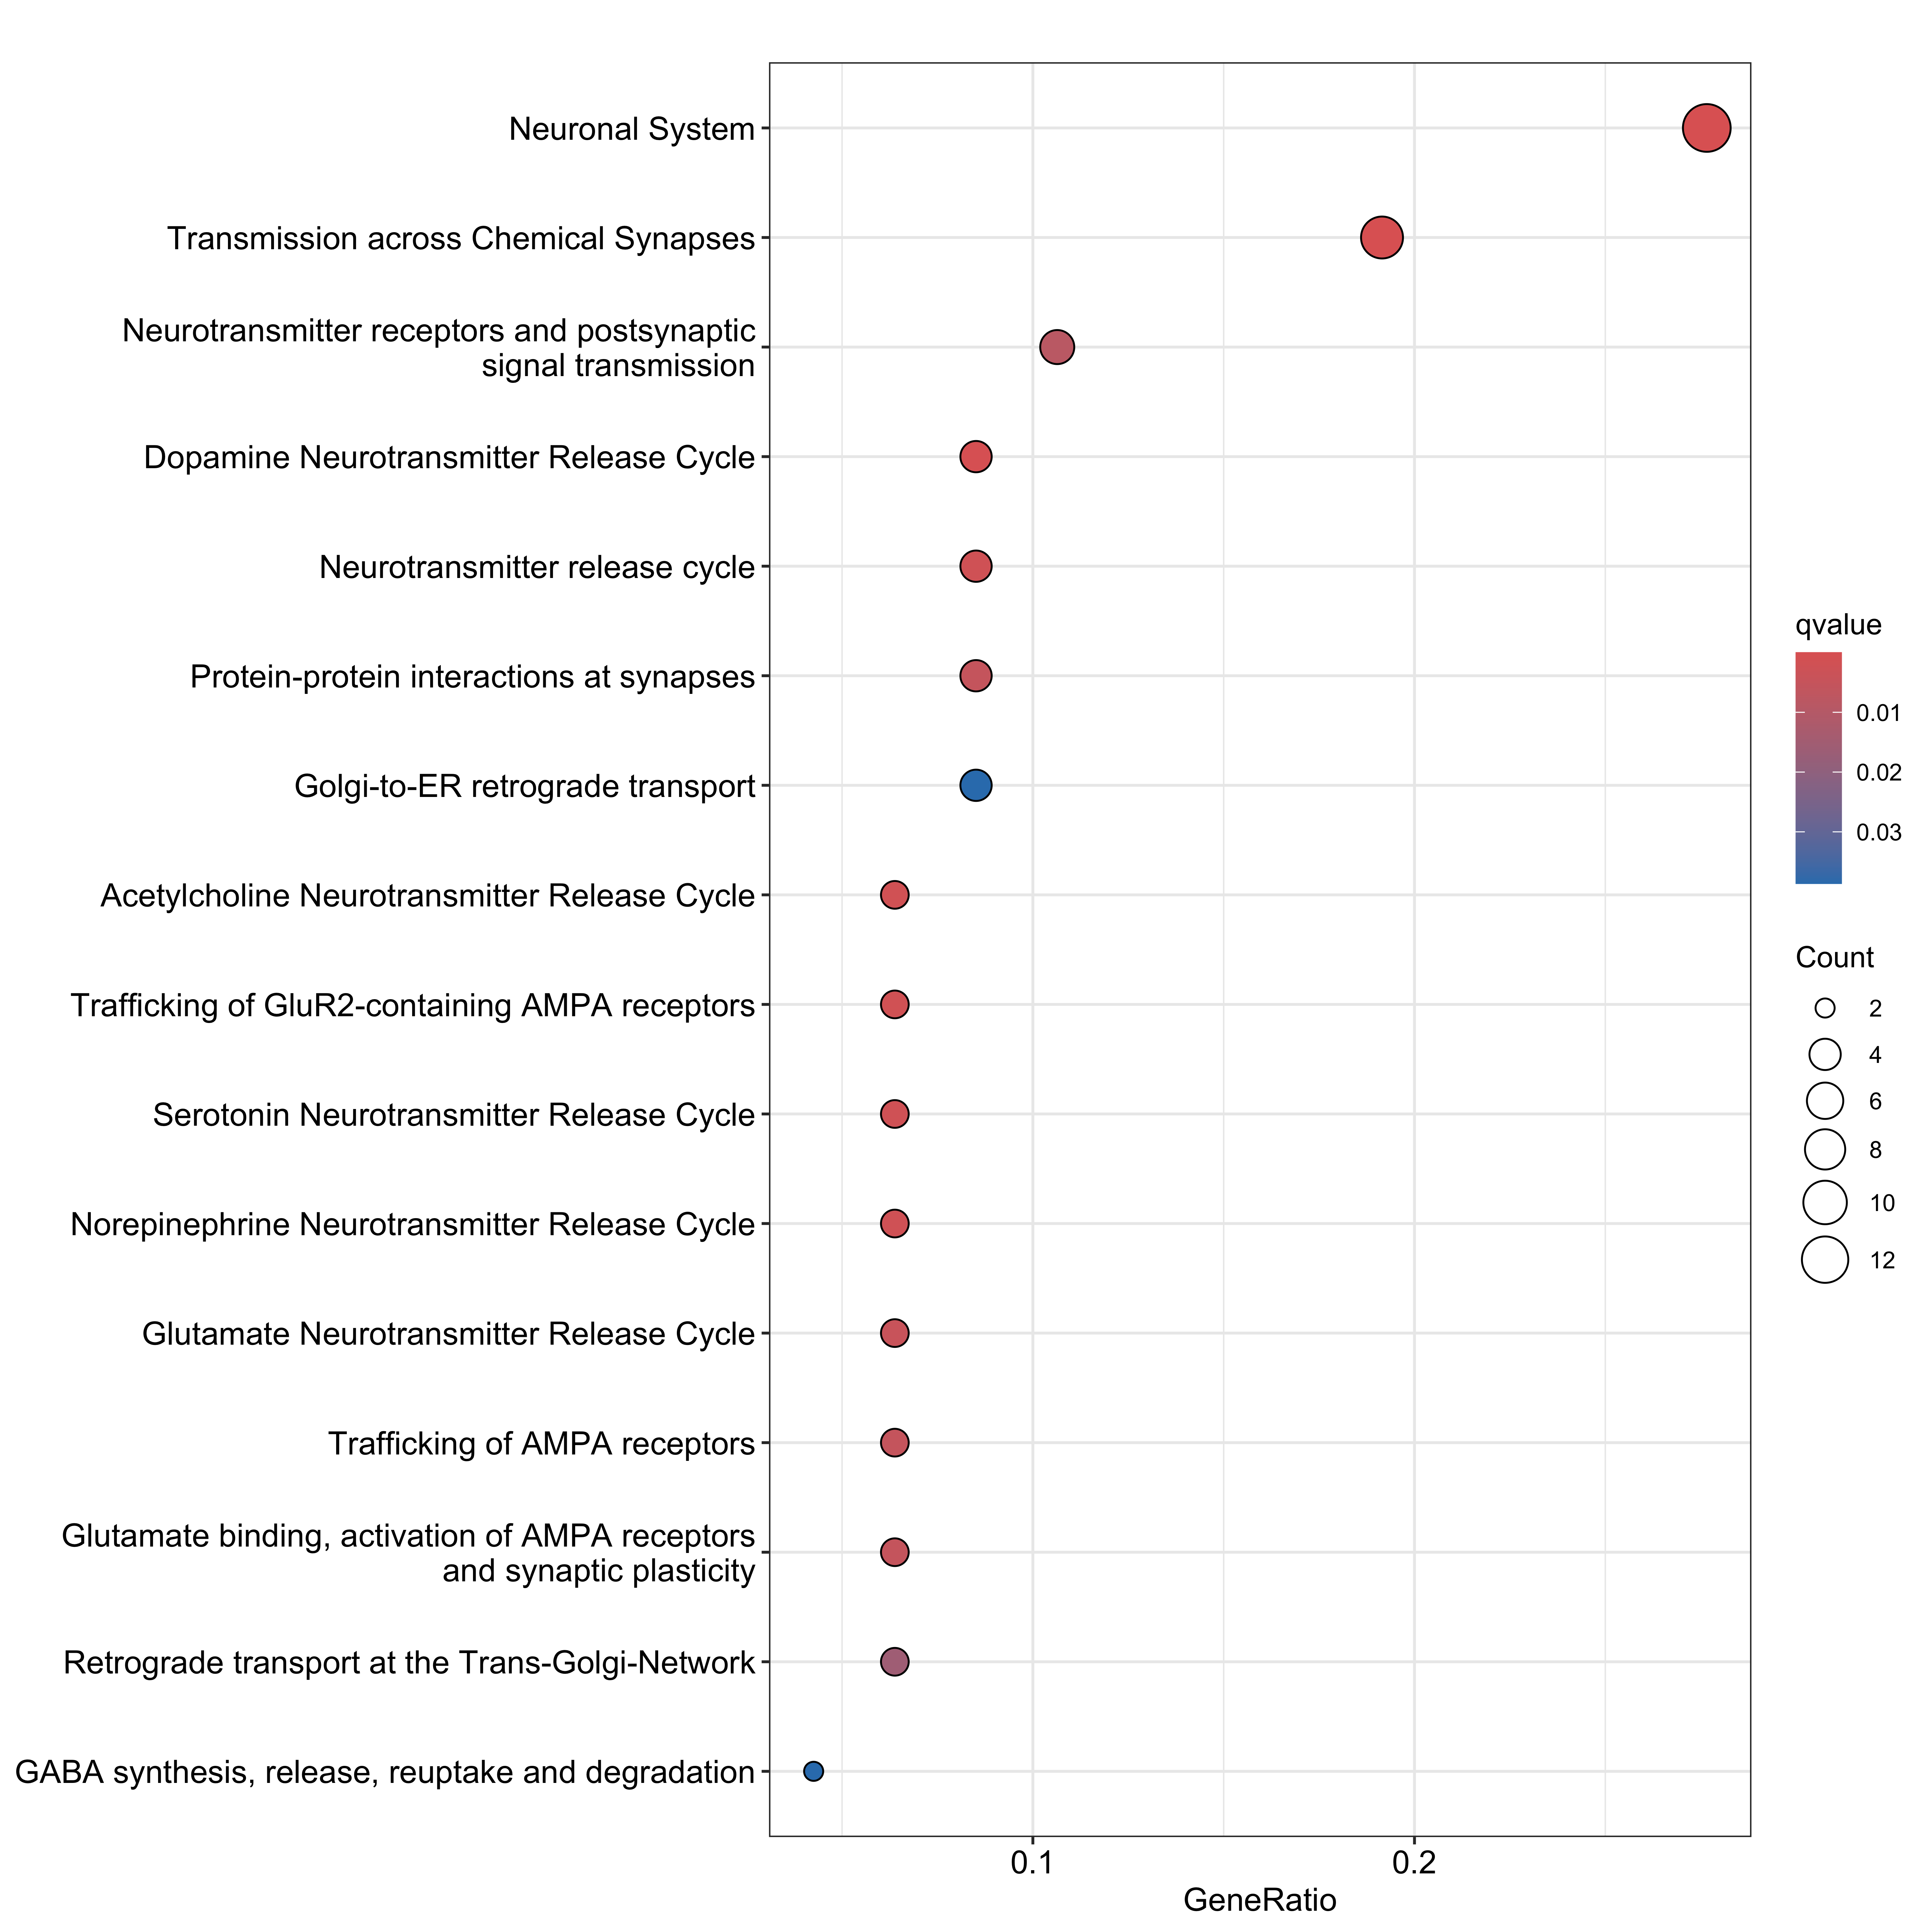 Neuronal System
Transmission across Chemical Synapses
Neurotransmitter receptors and postsynaptic
signal transmission
Dopamine Neurotransmitter Release Cycle
Neurotransmitter release cycle
Protein-protein interactions at synapses
Golgi-to-ER retrograde transport
Acetylcholine Neurotransmitter Release Cycle
Trafficking of GluR2-containing AMPA receptors
Serotonin Neurotransmitter Release Cycle
Norepinephrine Neurotransmitter Release Cycle
Glutamate Neurotransmitter Release Cycle
Trafficking of AMPA receptors
Glutamate binding, activation of AMPA receptors
and synaptic plasticity
Retrograde transport at the Trans-Golgi-Network
GABA synthesis, release, reuptake and degradation
0.1
0.2
GeneRatio
qvalue
0.01
0.02
0.03
Count
2
4
6
8
10
12